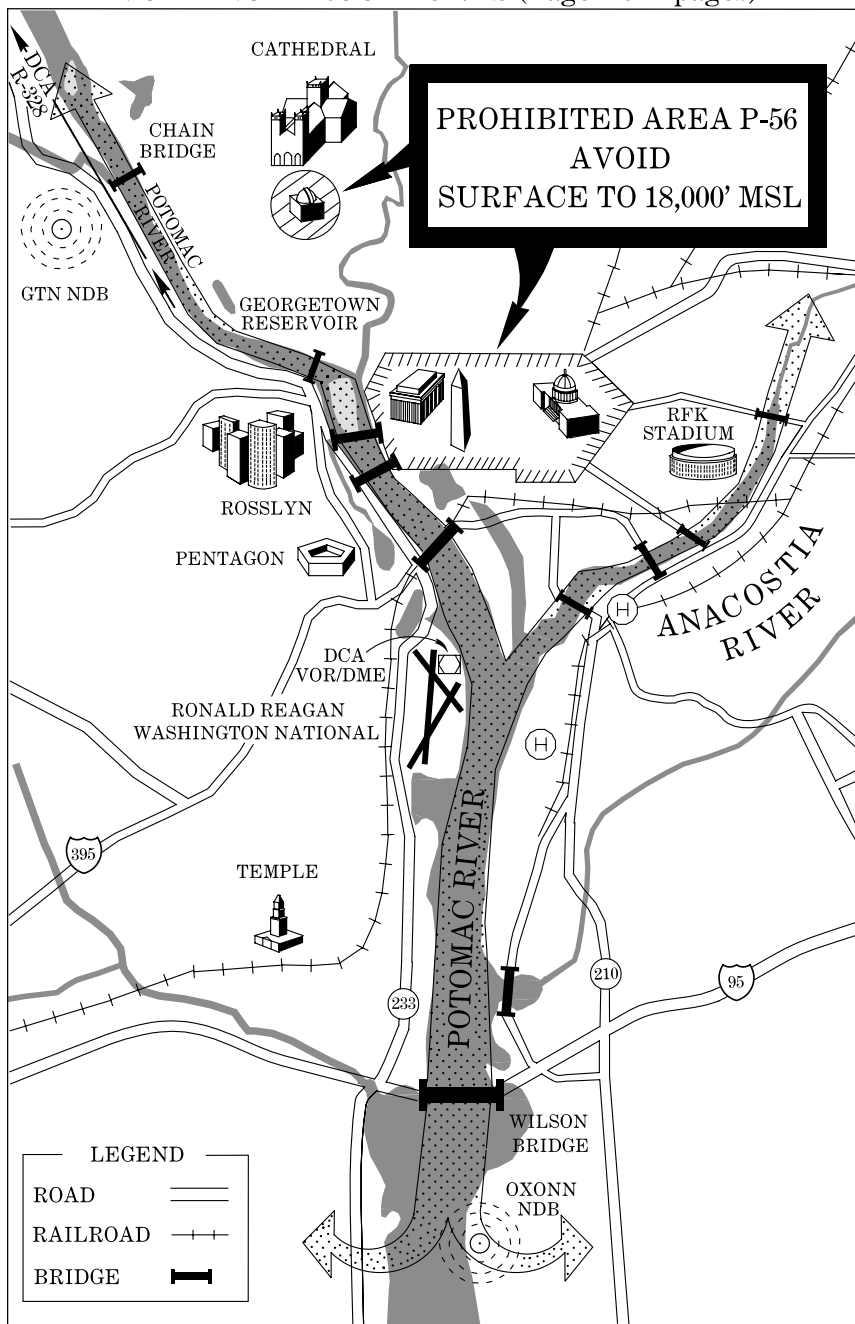 CATHEDRAL
DCA
R-328
PROHIBITED AREA P-56
AVOID
SURFACE TO 18,000' MSL
CHAIN
BRIDGE
POTOMAC
RIVER
GTN NDB
GEORGETOWN
RESERVOIR
RFK
STADIUM
ROSSLYN
PENTAGON
ANACOSTIA
RIVER
H
DCA
VOR/DME
RONALD REAGAN
WASHINGTON NATIONAL
H
POTOMAC RIVER
395
TEMPLE
233
210
95
WILSON
BRIDGE
OXONN
NDB
LEGEND
ROAD
RAILROAD
BRIDGE